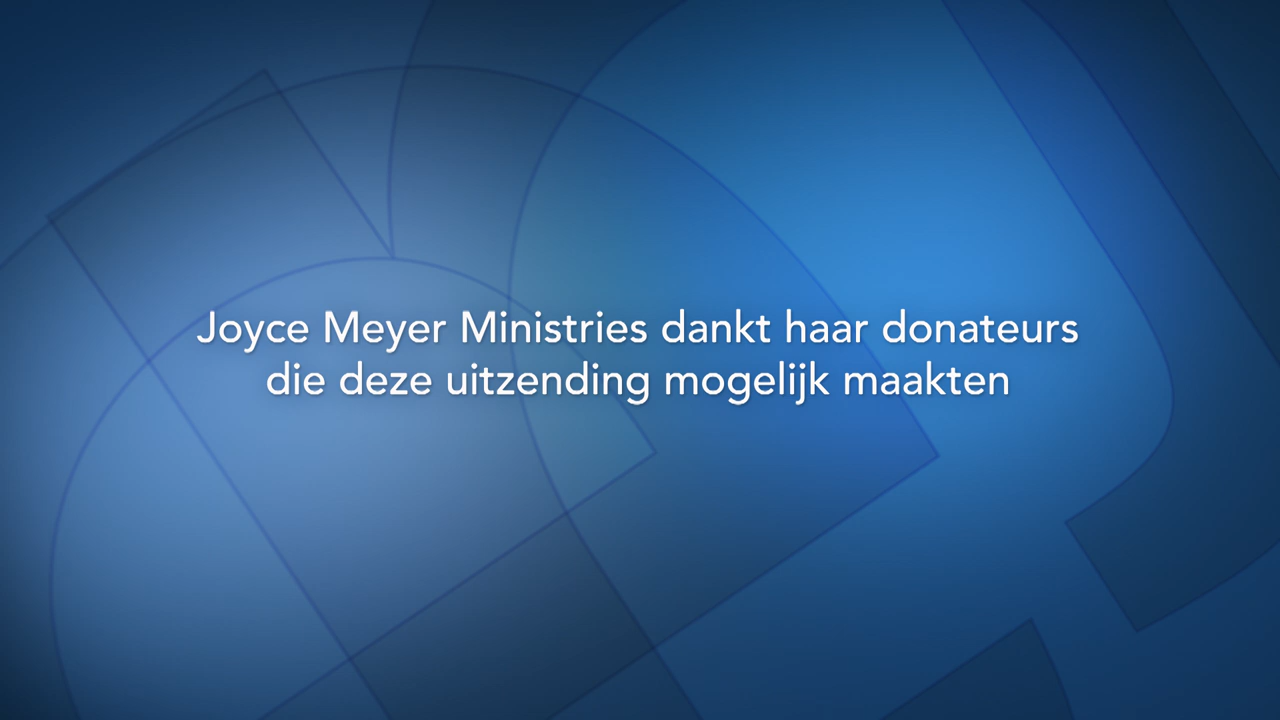 Joyce Meyer Ministries dankt haar donateurs
die deze uitzending mogelijk maakten